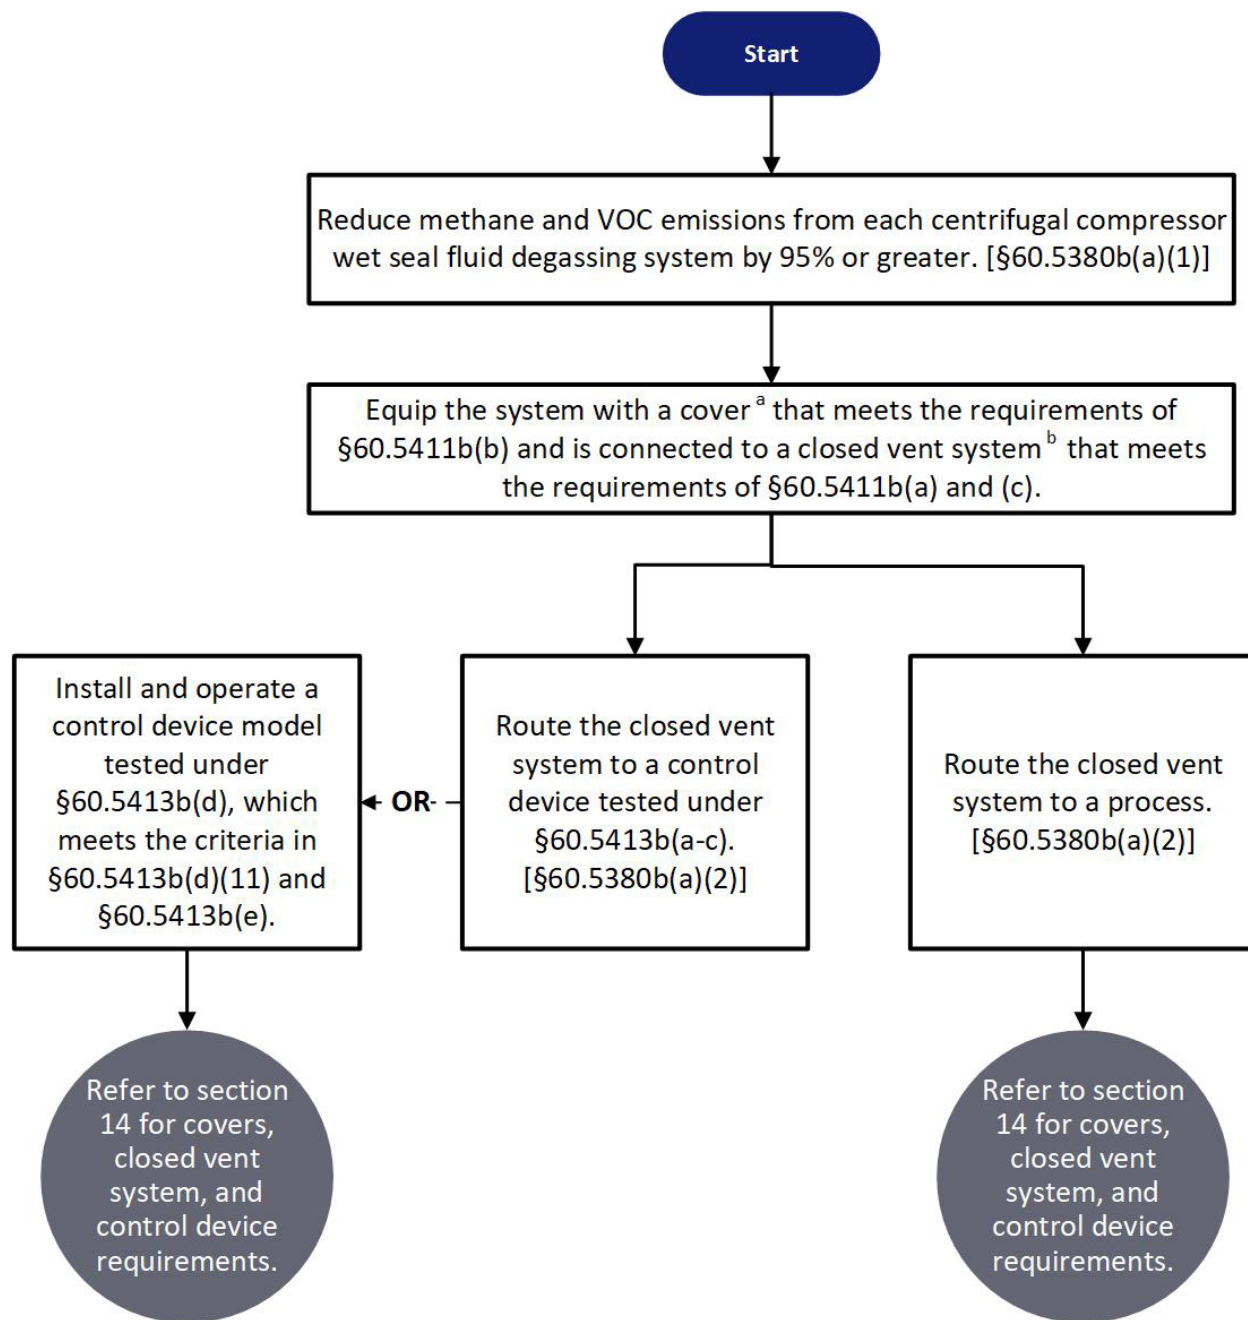 Start
Reduce methane and VOC emissions from each centrifugal compressor
wet seal fluid degassing system by 95% or greater. [§60.5380b(a)(1)]
Equip the system with a cover a that meets the requirements of
§60.5411b(b) and is connected to a closed vent system b that meets
the requirements of §60.5411b(a) and (c).
Install and operate a
control device model
tested under
§60.5413b(d), which
meets the criteria in
§60.5413b(d)(11) and
§60.5413b(e).
OR
Route the closed vent
system to a control
device tested under
§60.5413b(a-c).
[§60.5380b(a)(2)]
Route the closed vent
system to a process.
[§60.5380b(a)(2)]
Refer to section
14 for covers,
closed vent
system, and
control device
requirements.
Refer to section
14 for covers,
closed vent
system, and
control device
requirements.